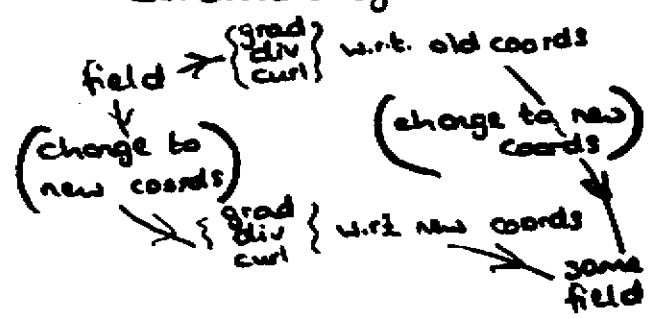 field → { grad div curl } w.r.t. old coords
(change to new coords)
(change to new coords)
{ grad div curl } w.r.t new coords
same field